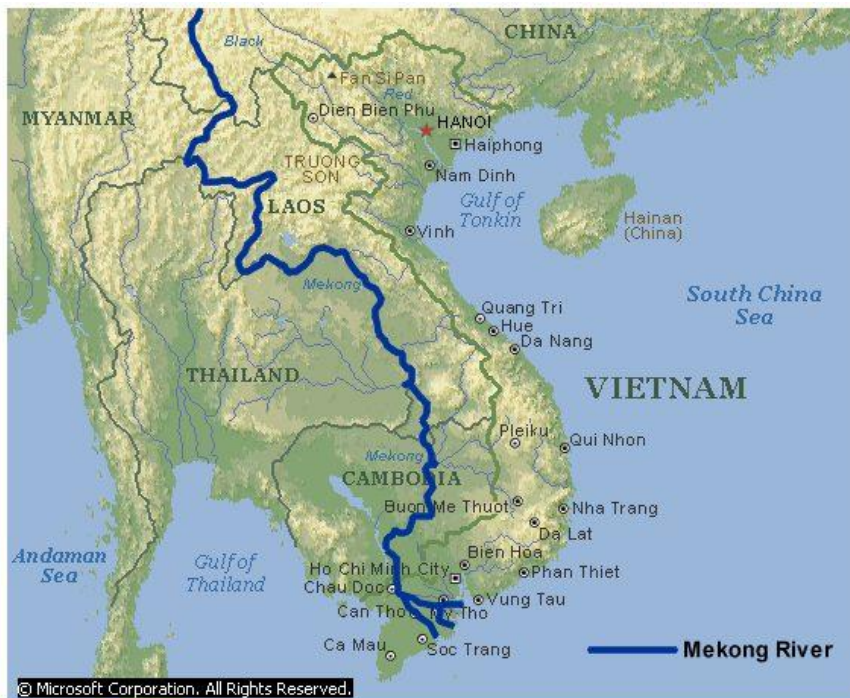 CHINA
Black
Fan Si Pan
Red
Dien Bien Phu
MYANMAR
HANOI
Haiphong
TRUONG
SON
Nam Dinh
LAOS
Gulf of
Tonkin
Hainan
(China)
Vinh
Mekong
South China
Sea
Quang Tri
Hue
Da Nang
THAILAND
VIETNAM
Pleiku
Qui Nhon
Mekong
CAMBODIA
Buon Me Thuot
Nha Trang
Da Lat
Andaman
Sea
Gulf of
Thailand
Bien Hoa
Ho Chi Minh City
Phan Thiet
Chau Doc
Can Tho
My Tho
Vung Tau
Ca Mau
Soc Trang
Mekong River
© Microsoft Corporation. All Rights Reserved.